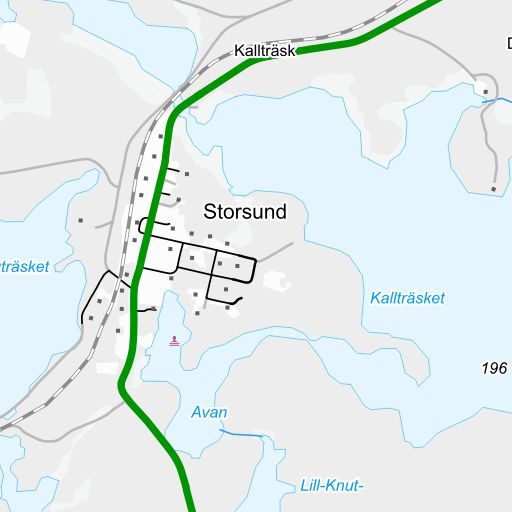 Kallträsk
D
Storsund
träsket
Kallträsket
196
Avan
Lill-Knut-